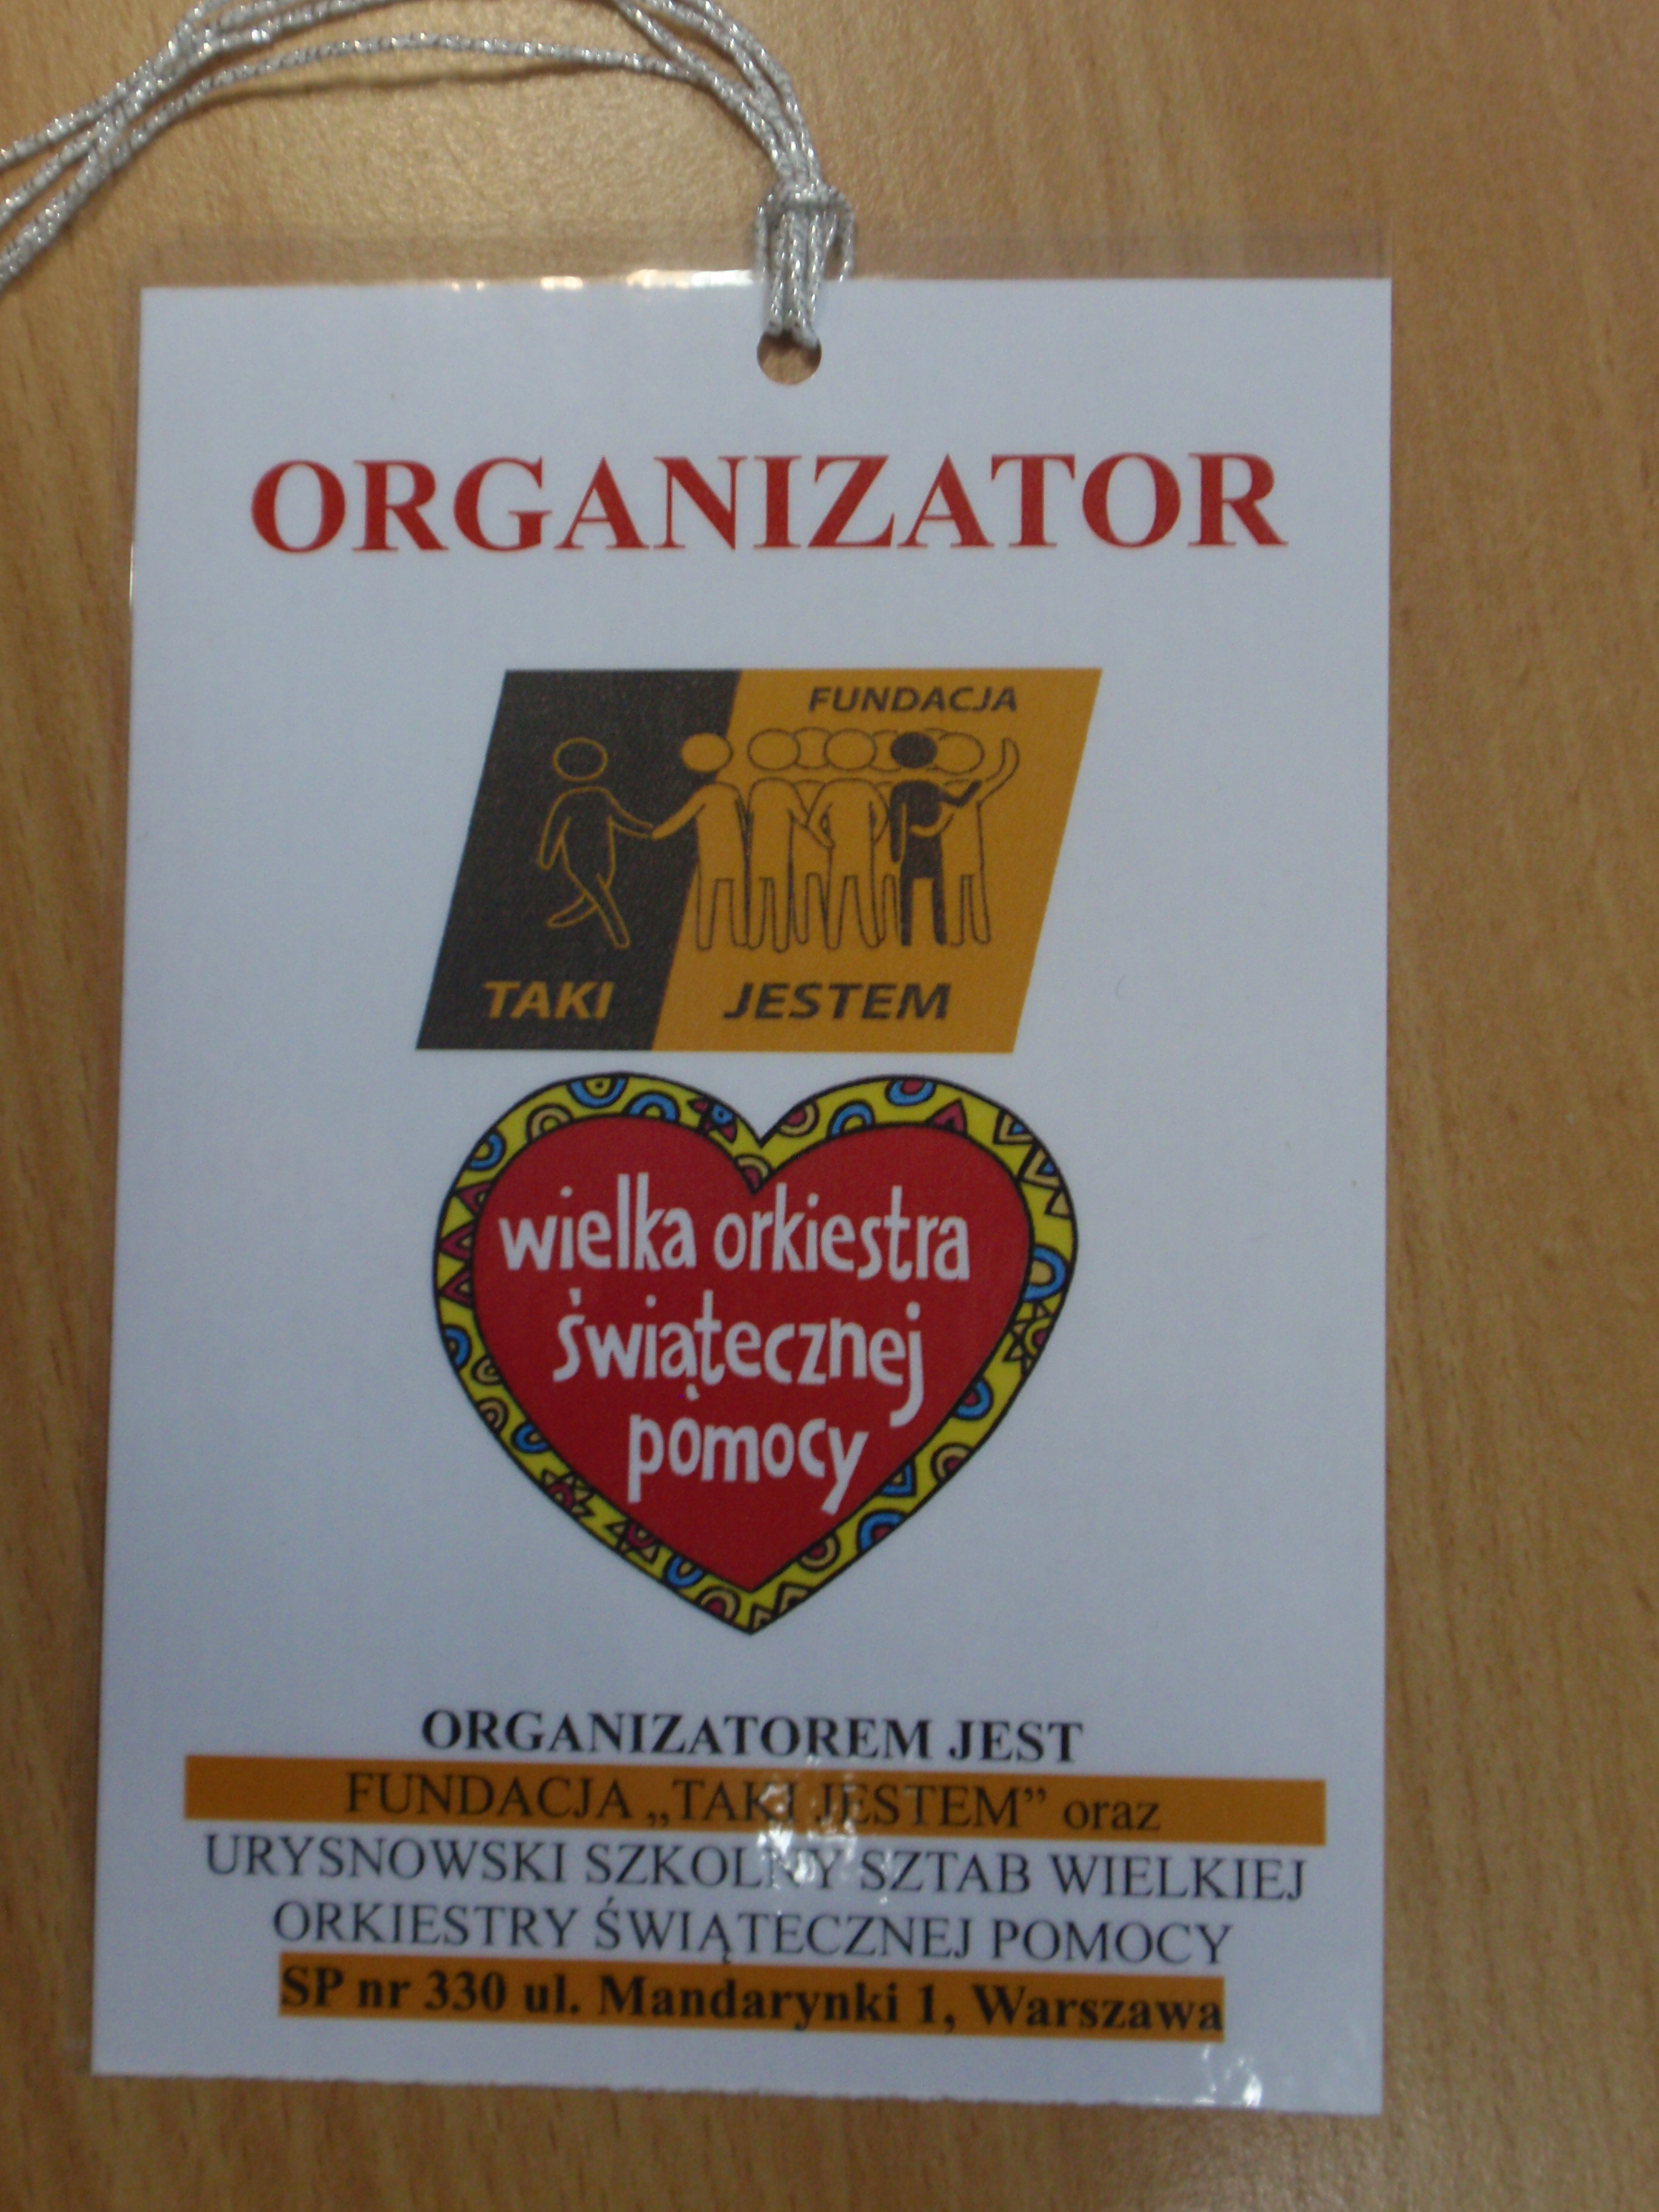 ORGANIZATOR
FUNDACJA
TAKI JESTEM
wielka orkiestra
świątecznej
pomocy
ORGANIZATOREM JEST
FUNDACJA „TAKI JESTEM” oraz
URYSNOWSKI SZKOLNY SZTAB WIELKIEJ
ORKIESTRY ŚWIĄTECZNEJ POMOCY
SP nr 330 ul. Mandarynki 1, Warszawa